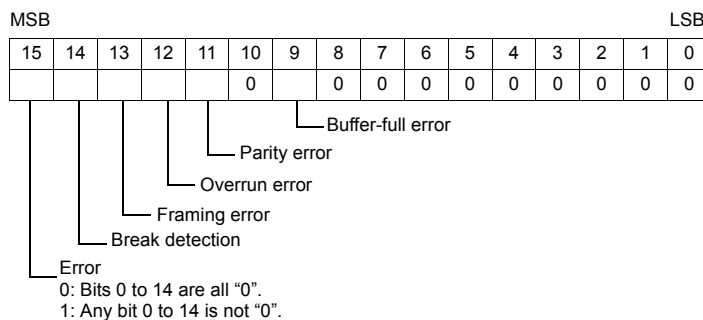 MSB LSB
15 14 13 12 11 10 9 8 7 6 5 4 3 2 1 0
0 0 0 0 0 0 0 0 0 0
Buffer-full error
Parity error
Overrun error
Framing error
Break detection
Error
0: Bits 0 to 14 are all “0”.
1: Any bit 0 to 14 is not “0”.